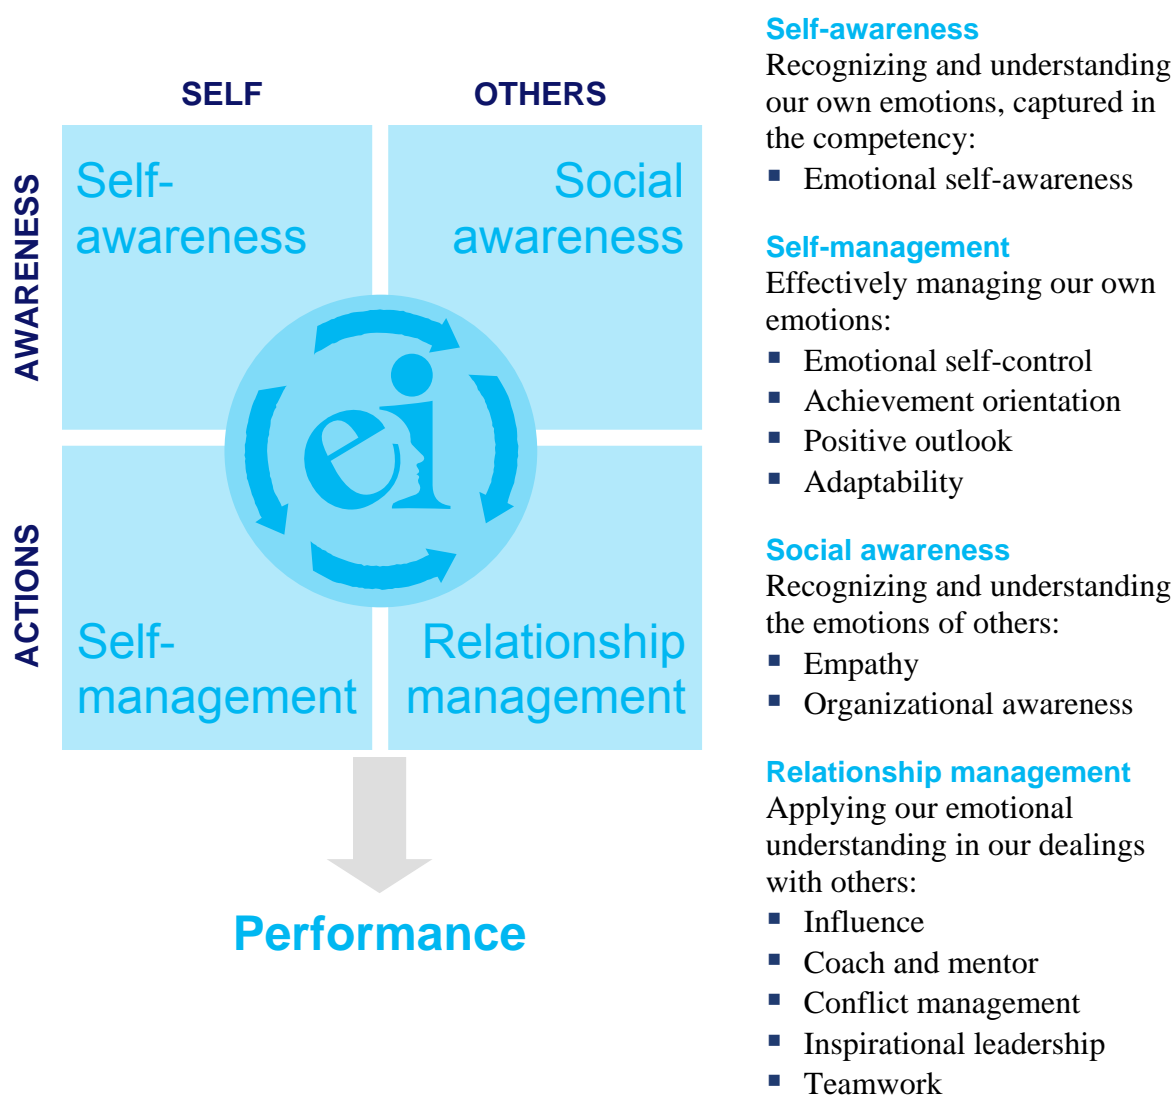 SELF
OTHERS
AWARENESS
ACTIONS
Self-
awareness
Social
awareness
ei
Self-
management
Relationship
management
Performance
Self-awareness
Recognizing and understanding
our own emotions, captured in
the competency:
▪ Emotional self-awareness
Self-management
Effectively managing our own
emotions:
▪ Emotional self-control
▪ Achievement orientation
▪ Positive outlook
▪ Adaptability
Social awareness
Recognizing and understanding
the emotions of others:
▪ Empathy
▪ Organizational awareness
Relationship management
Applying our emotional
understanding in our dealings
with others:
▪ Influence
▪ Coach and mentor
▪ Conflict management
▪ Inspirational leadership
▪ Teamwork